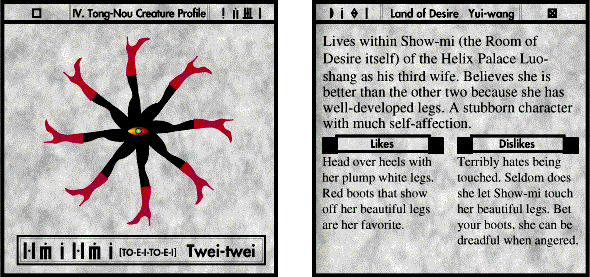 IV. Tong-Nou Creature Profile
[TO-E-I-TO-E-I] Twei-twei
Land of Desire Yui-wang
Lives within Show-mi (the Room of
Desire itself) of the Helix Palace Luo-
shang as his third wife. Believes she is
better than the other two because she has
well-developed legs. A stubborn character
with much self-affection.
Likes
Head over heels with
her plump white legs.
Red boots that show
off her beautiful legs
are her favorite.
Dislikes
Terribly hates being
touched. Seldom does
she let Show-mi touch
her beautiful legs. Bet
your boots, she can be
dreadful when angered.